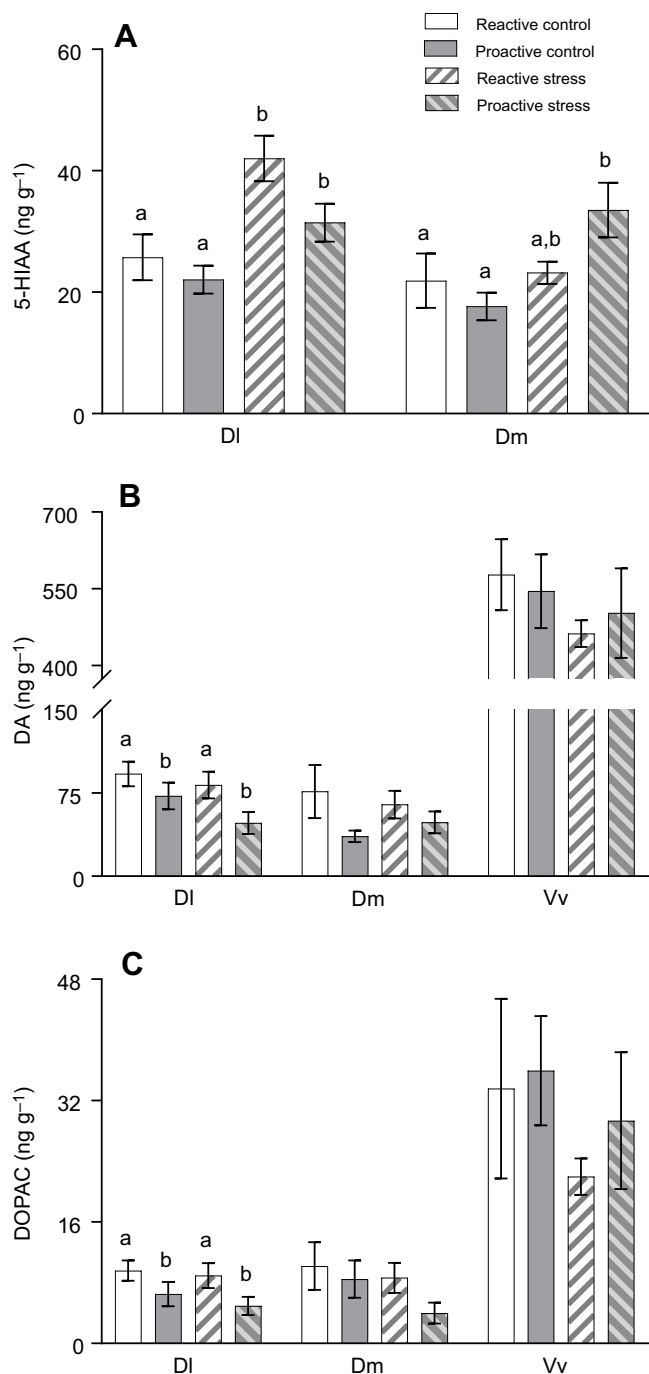 A
Reactive control
Proactive control
Reactive stress
Proactive stress
5-HIAA (ng g⁻¹)
60
40
20
0
a
a
b
b
a
a
a,b
b
Dl
Dm
B
DA (ng g⁻¹)
700
550
400
150
75
0
a
b
a
b
Dl
Dm
Vv
C
DOPAC (ng g⁻¹)
48
32
16
0
a
b
a
b
Dl
Dm
Vv